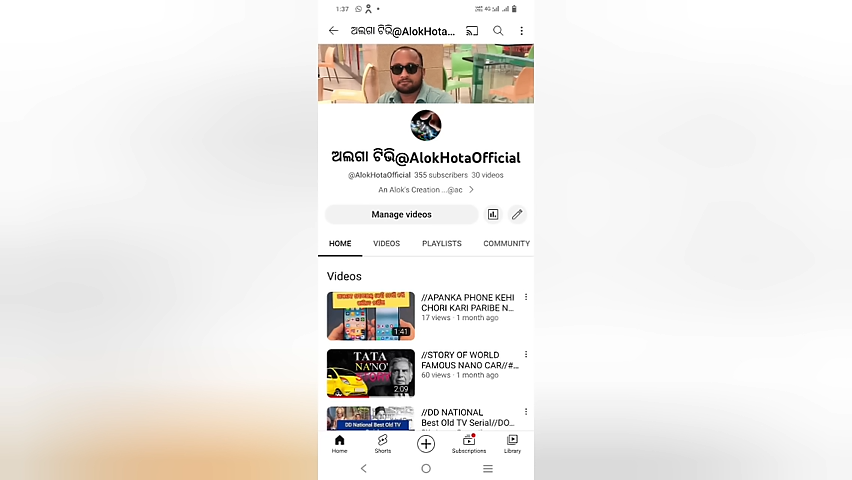 1:37
4G
ଅଲଗା ଟିଭି@AlokHota...
ଅଲଗା ଟିଭି@AlokHotaOfficial
@AlokHotaOfficial 355 subscribers 30 videos
An Alok's Creation ...@ac
Manage videos
HOME VIDEOS PLAYLISTS COMMUNITY
Videos
//APANKA PHONE KEHI
CHORI KARI PARIBE N...
17 views · 1 month ago
1:41
//STORY OF WORLD
FAMOUS NANO CAR//#...
60 views · 1 month ago
TATA
NA'NO'
2:09
//DD NATIONAL
Best Old TV Serial//DO...
DD National Best Old TV
Home Shorts Subscriptions Library